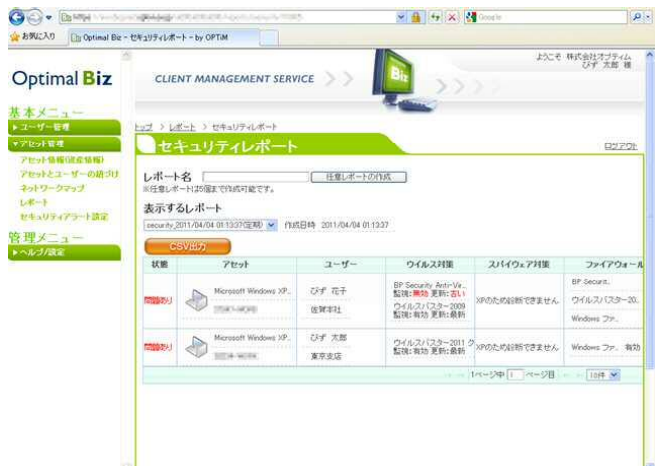 お気に入り
Optimal Biz - セキュリティレポート - by OPTiM
Google
Optimal Biz
CLIENT MANAGEMENT SERVICE
Biz
ようこそ 株式会社オプティム
びず 太郎 様
基本メニュー
ユーザー管理
アセット管理
アセット情報(資産情報)
アセットとユーザーの紐づけ
ネットワークマップ
レポート
セキュリティアラート設定
管理メニュー
ヘルプ/設定
トップ > レポート > セキュリティレポート
セキュリティレポート
ログアウト
レポート名
任意レポートの作成
※任意レポートは5個まで作成可能です。
表示するレポート
security_2011/04/04 01:13:37(定期)
作成日時 2011/04/04 01:13:37
CSV出力
状態 アセット ユーザー ウイルス対策 スパイウェア対策 ファイアウォール
問題あり
Microsoft Windows XP..
びず 花子
佐賀本社
BP Security Anti-Vir..
監視:無効 更新:古い
ウイルスバスター2009
監視:有効 更新:最新
XPのため診断できません
BP Securit..
ウイルスバスター20..
Windows ファ..
問題あり
Microsoft Windows XP..
びず 太郎
東京支店
ウイルスバスター2011 ク
監視:有効 更新:最新
XPのため診断できません
Windows ファ.. 有効
1ページ中 1 ページ目
10件